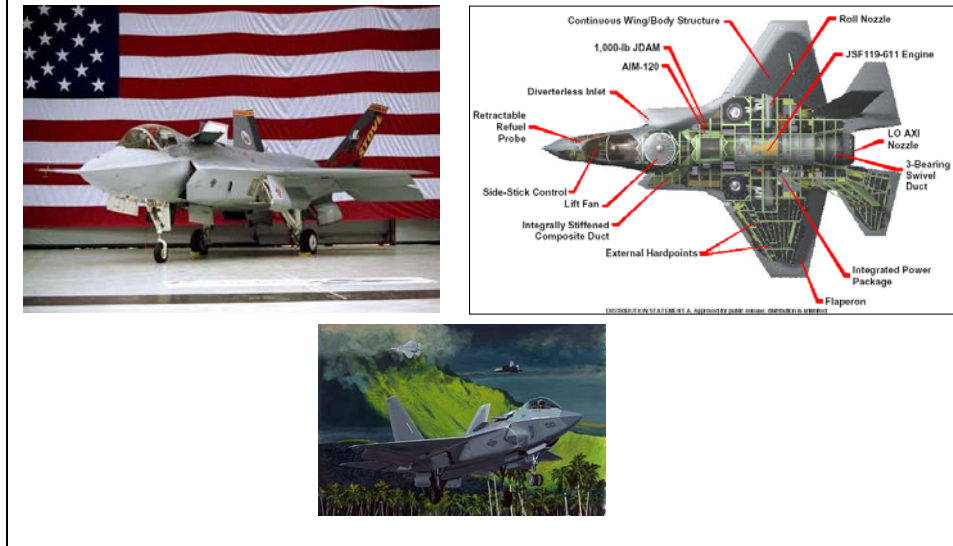 STOVL
Continuous Wing/Body Structure
Roll Nozzle
1,000-lb JDAM
JSF119-611 Engine
AIM-120
Diverterless Inlet
Retractable
Refuel
Probe
LO AXI
Nozzle
3-Bearing
Swivel
Duct
Side-Stick Control
Lift Fan
Integrally Stiffened
Composite Duct
External Hardpoints
Integrated Power
Package
Flaperon
DISTRIBUTION STATEMENT A. Approved for public release; distribution is unlimited.